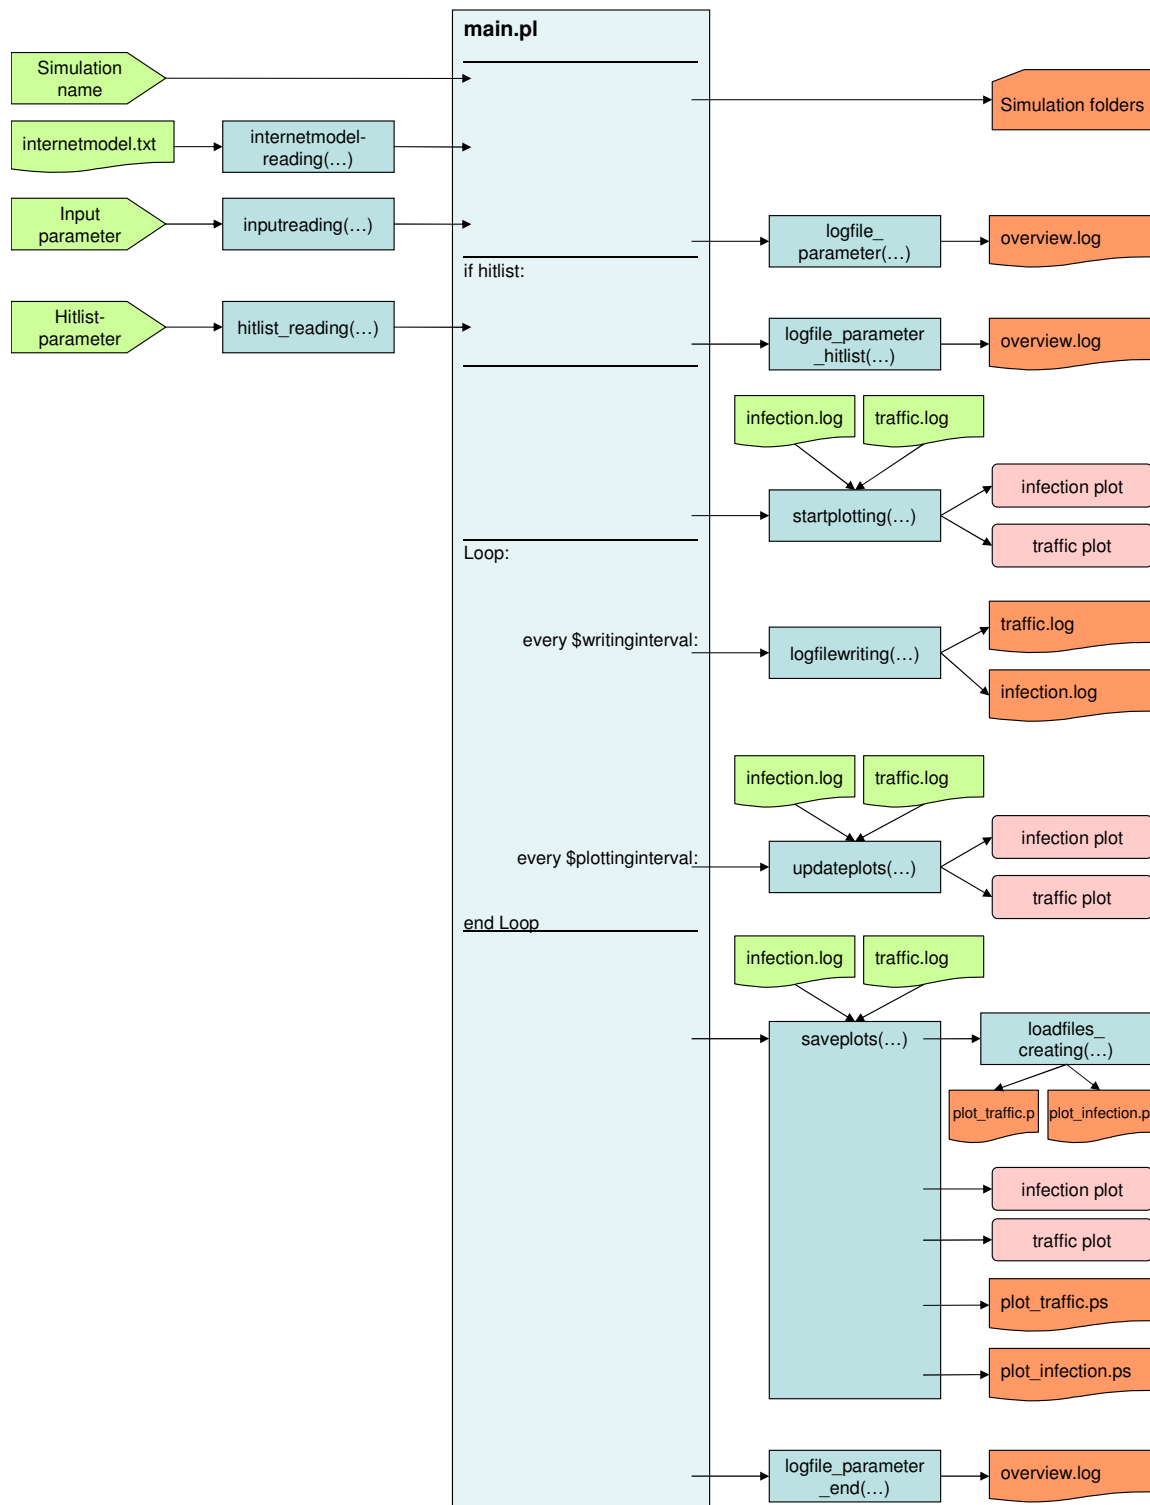 main.pl
Simulation
name
Simulation folders
internetmodel.txt
internetmodel-
reading(…)
Input
parameter
inputreading(…)
logfile_
parameter(…)
overview.log
if hitlist:
Hitlist-
parameter
hitlist_reading(…)
logfile_parameter
_hitlist(…)
overview.log
infection.log
traffic.log
startplotting(…)
infection plot
traffic plot
Loop:
every $writinginterval:
logfilewriting(…)
traffic.log
infection.log
infection.log
traffic.log
every $plottinginterval:
updateplots(…)
infection plot
traffic plot
end Loop
infection.log
traffic.log
saveplots(…)
loadfiles_
creating(…)
plot_traffic.p
plot_infection.p
infection plot
traffic plot
plot_traffic.ps
plot_infection.ps
logfile_parameter
_end(…)
overview.log